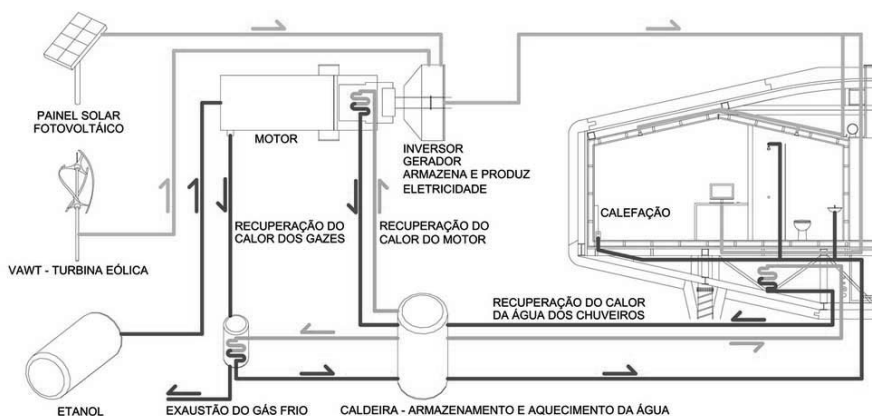 PAINEL SOLAR
FOTOVOLTÁICO
MOTOR
INVERSOR
GERADOR
ARMAZENA E PRODUZ
ELETRICIDADE
CALEFAÇÃO
RECUPERAÇÃO DO
CALOR DOS GAZES
RECUPERAÇÃO DO
CALOR DO MOTOR
VAWT - TURBINA EÓLICA
RECUPERAÇÃO DO CALOR
DA ÁGUA DOS CHUVEIROS
ETANOL
EXAUSTÃO DO GÁS FRIO
CALDEIRA - ARMAZENAMENTO E AQUECIMENTO DA ÁGUA